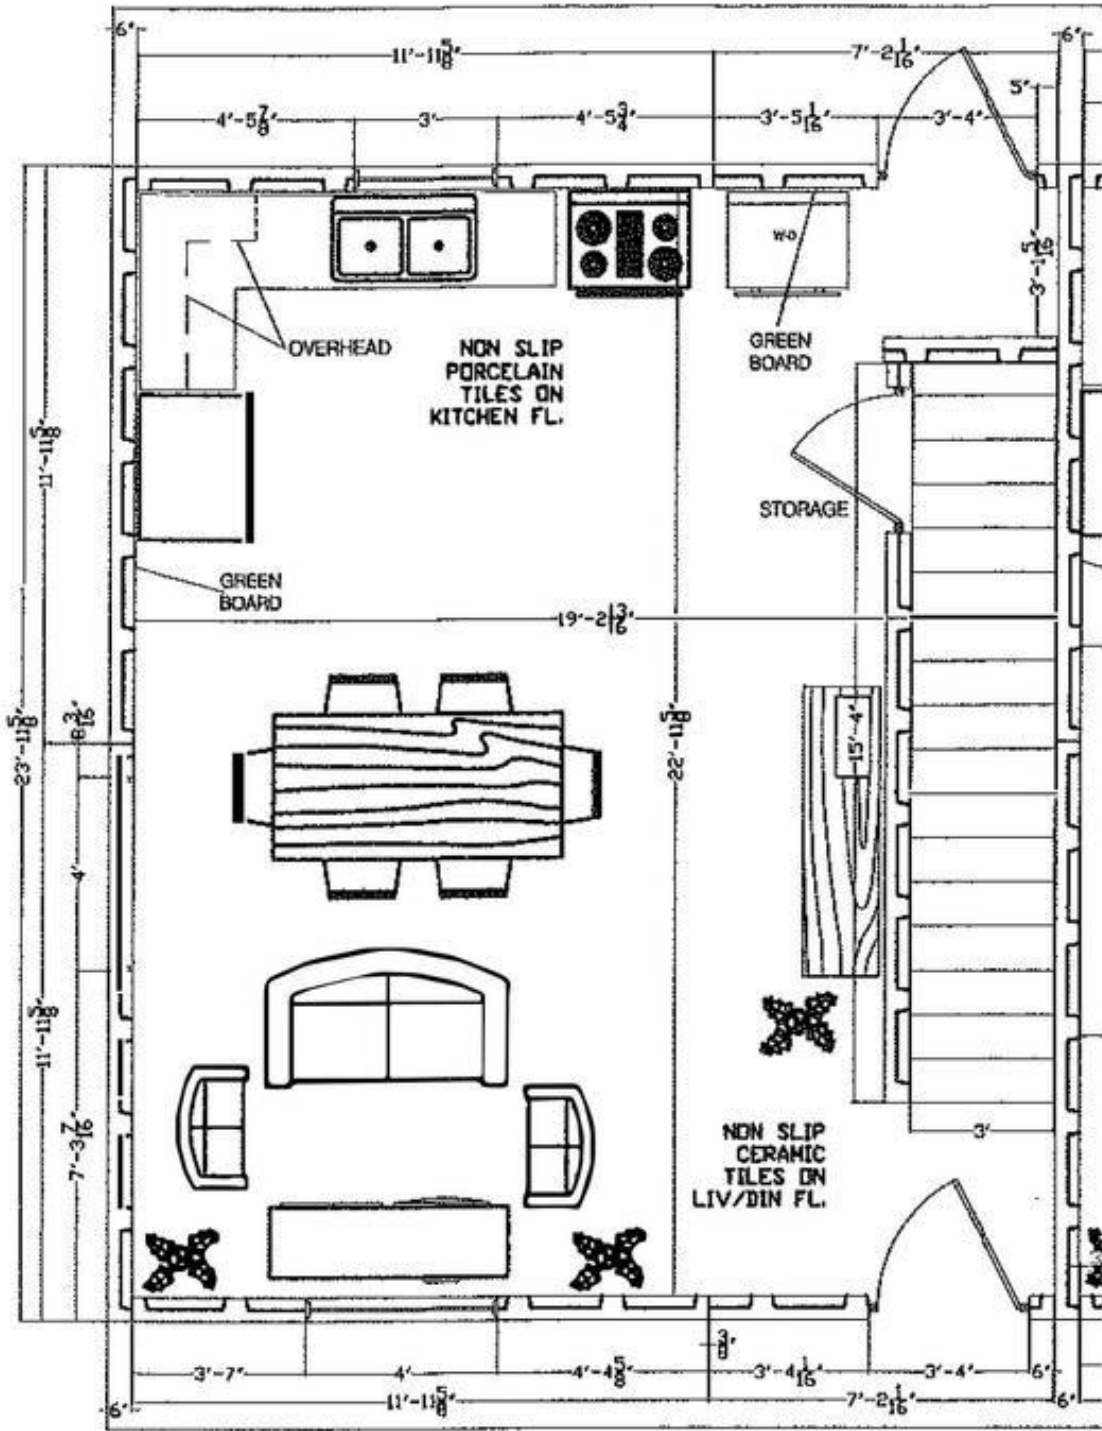 6"
6"
11'-11 5/8"
7'-2 1/16"
5"
4'-5 7/8"
3'
4'-5 3/4"
3'-5 1/16"
3'-4"
W-D
3'-1 5/16"
OVERHEAD
NON SLIP
PORCELAIN
TILES ON
KITCHEN FL.
GREEN
BOARD
11'-11 5/8"
STORAGE
GREEN
BOARD
19'-2 3/16"
23'-11 5/8"
8 3/16"
22'-11 5/8"
15'-4"
4'
11'-11 5/8"
7'-3 7/16"
NON SLIP
CERAMIC
TILES ON
LIV/DIN FL.
3'
3'-7"
4'
4'-4 5/8"
3'-4 1/16"
3'-4"
6"
6"
11'-11 5/8"
7'-2 1/16"
6"